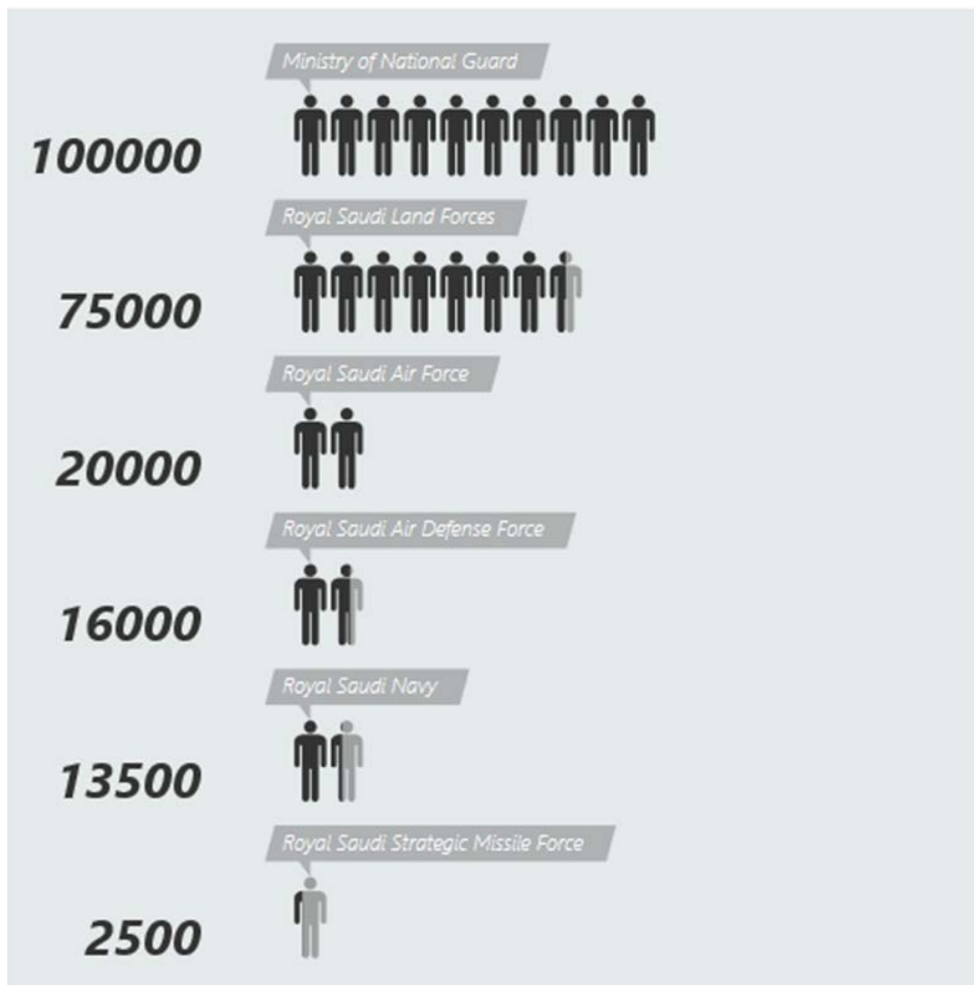 Ministry of National Guard
100000
Royal Saudi Land Forces
75000
Royal Saudi Air Force
20000
Royal Saudi Air Defense Force
16000
Royal Saudi Navy
13500
Royal Saudi Strategic Missile Force
2500